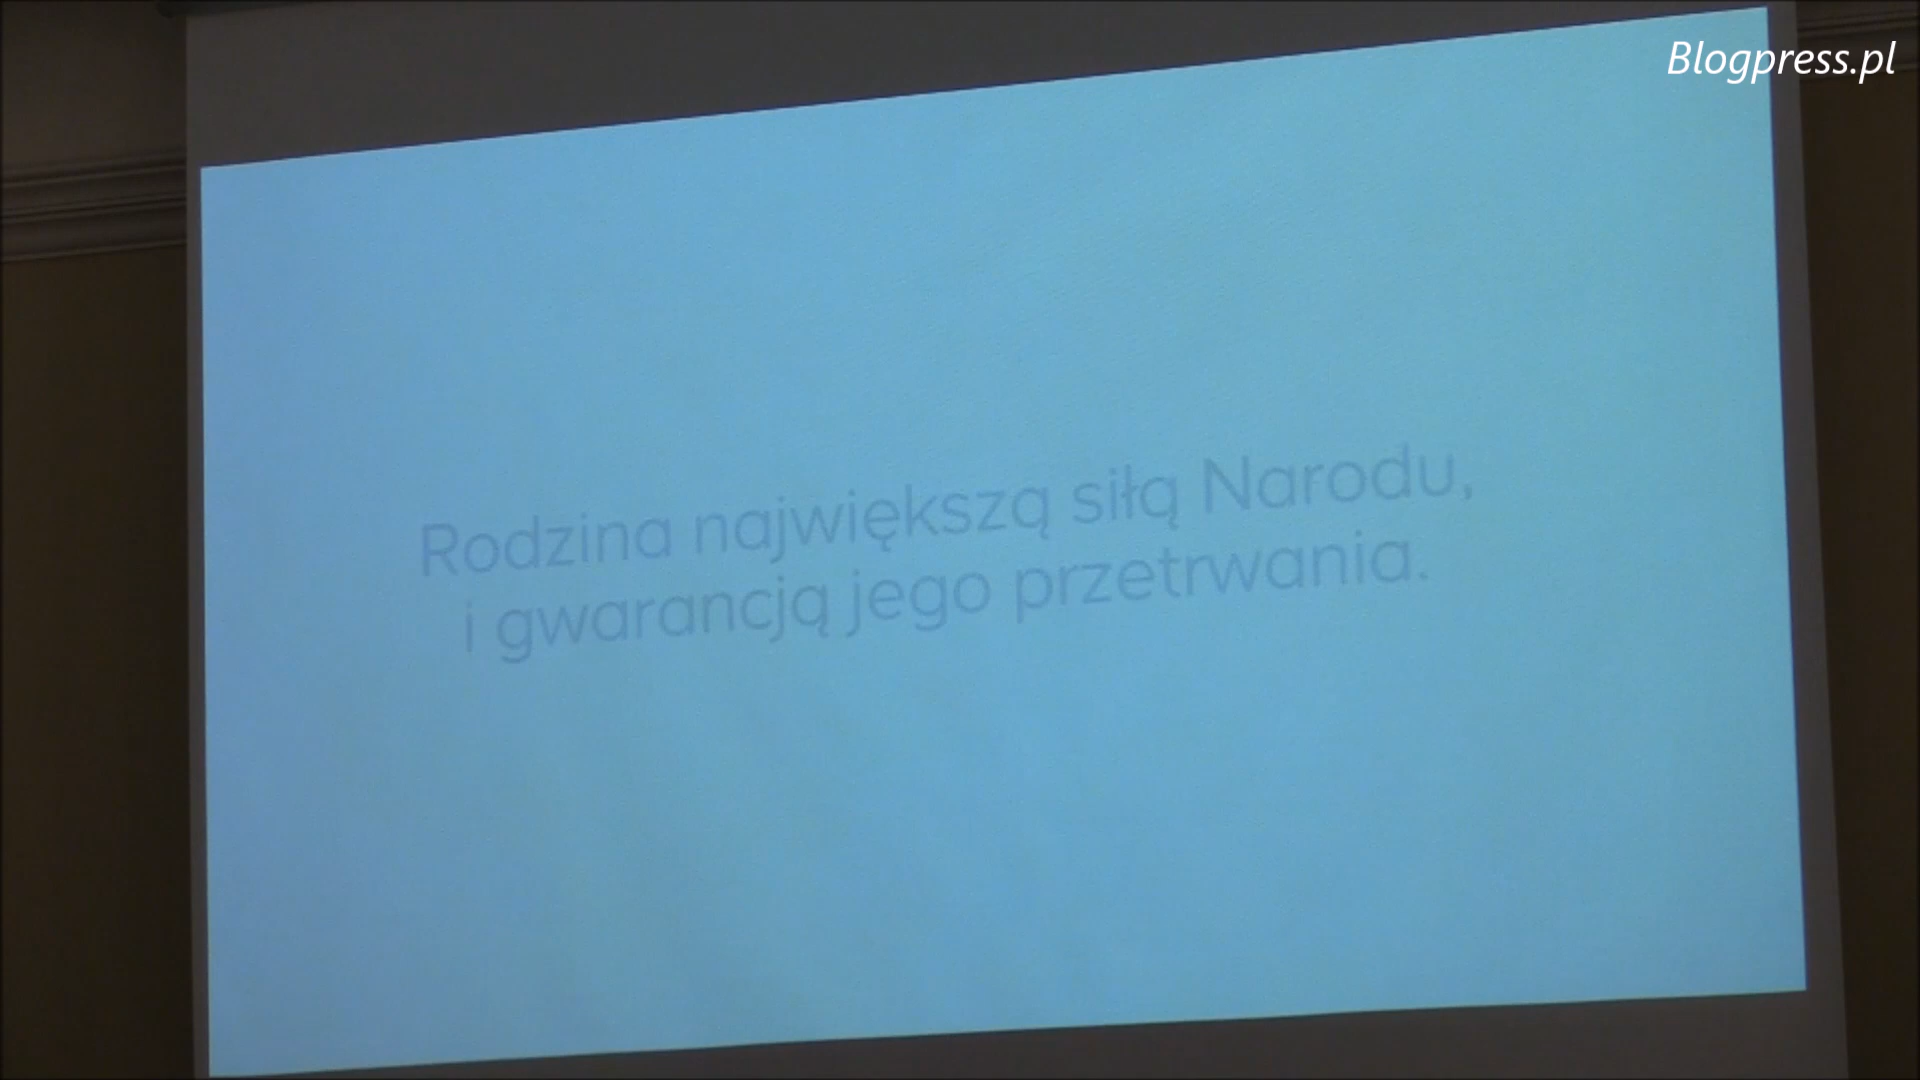 Blogpress.pl
Rodzina największą siłą Narodu,
i gwarancją jego przetrwania.